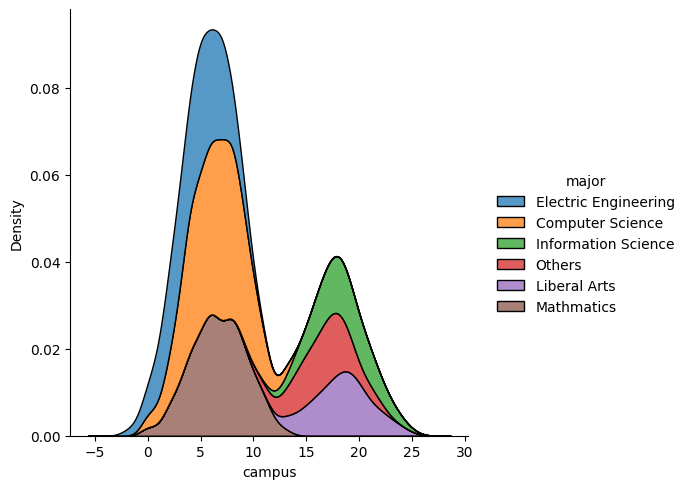 0.08
0.06
0.04
0.02
0.00
Density
−5
0
5
10
15
20
25
30
campus
major
Electric Engineering
Computer Science
Information Science
Others
Liberal Arts
Mathmatics